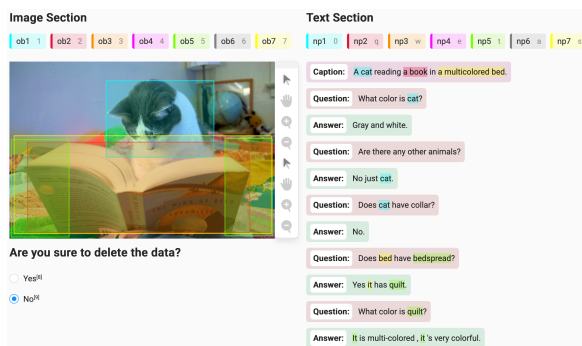 Image Section
ob1 1 ob2 2 ob3 3 ob4 4 ob5 5 ob6 6 ob7 7
Are you sure to delete the data?
Yes[8]
No[9]
Text Section
np1 0 np2 q np3 w np4 e np5 t np6 a np7 s
Caption: A cat reading a book in a multicolored bed.
Question: What color is cat?
Answer: Gray and white.
Question: Are there any other animals?
Answer: No just cat.
Question: Does cat have collar?
Answer: No.
Question: Does bed have bedspread?
Answer: Yes it has quilt.
Question: What color is quilt?
Answer: It is multi-colored , it 's very colorful.